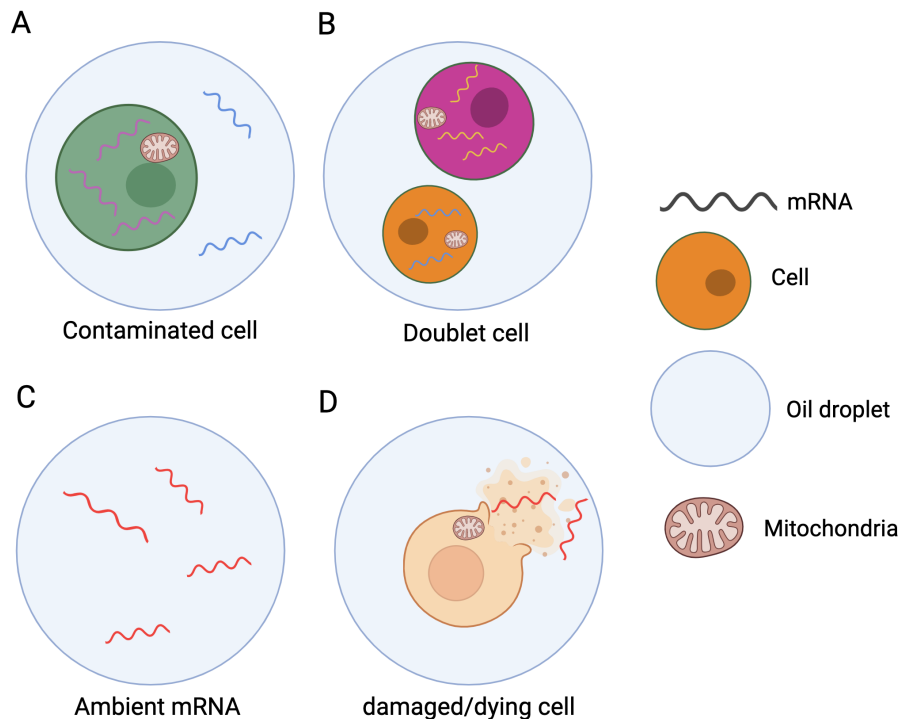 A
B
Contaminated cell
Doublet cell
mRNA
Cell
Oil droplet
Mitochondria
C
D
Ambient mRNA
damaged/dying cell